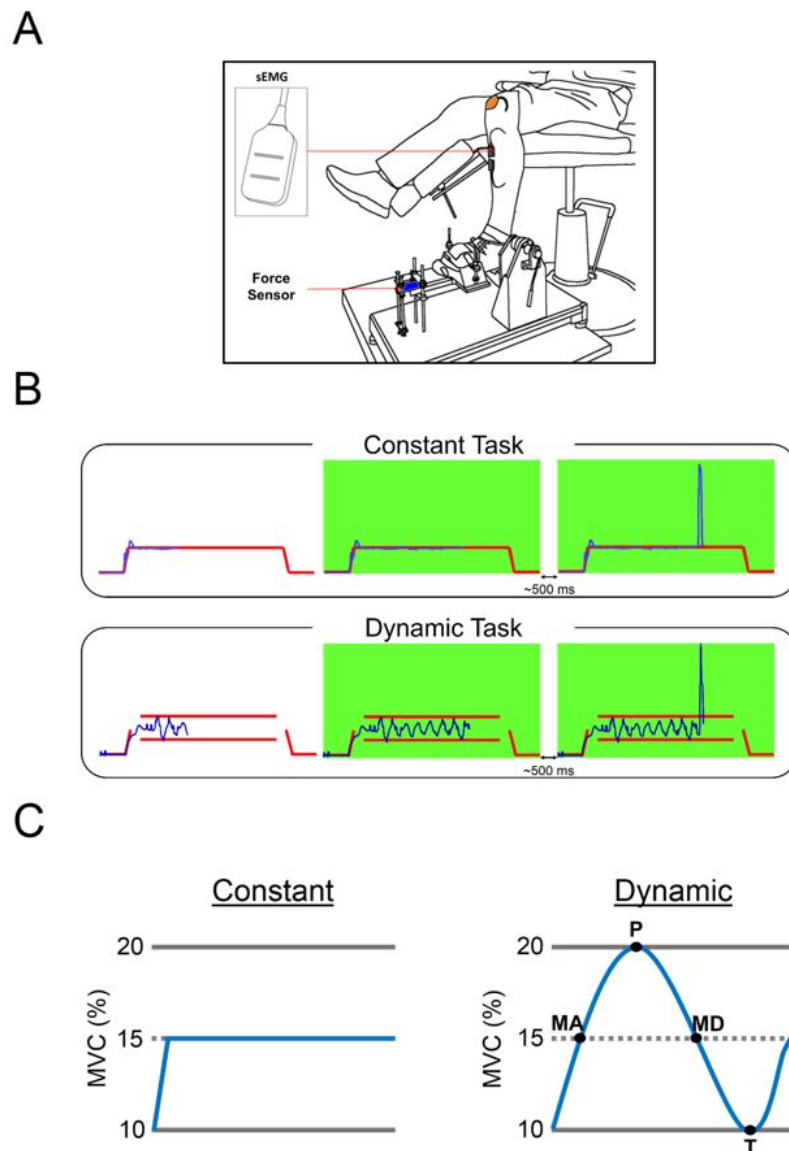 A
sEMG
Force
Sensor
B
Constant Task
~500 ms
Dynamic Task
~500 ms
C
Constant
Dynamic
MVC (%)
20
15
10
MVC (%)
20
15
10
P
MA
MD
T